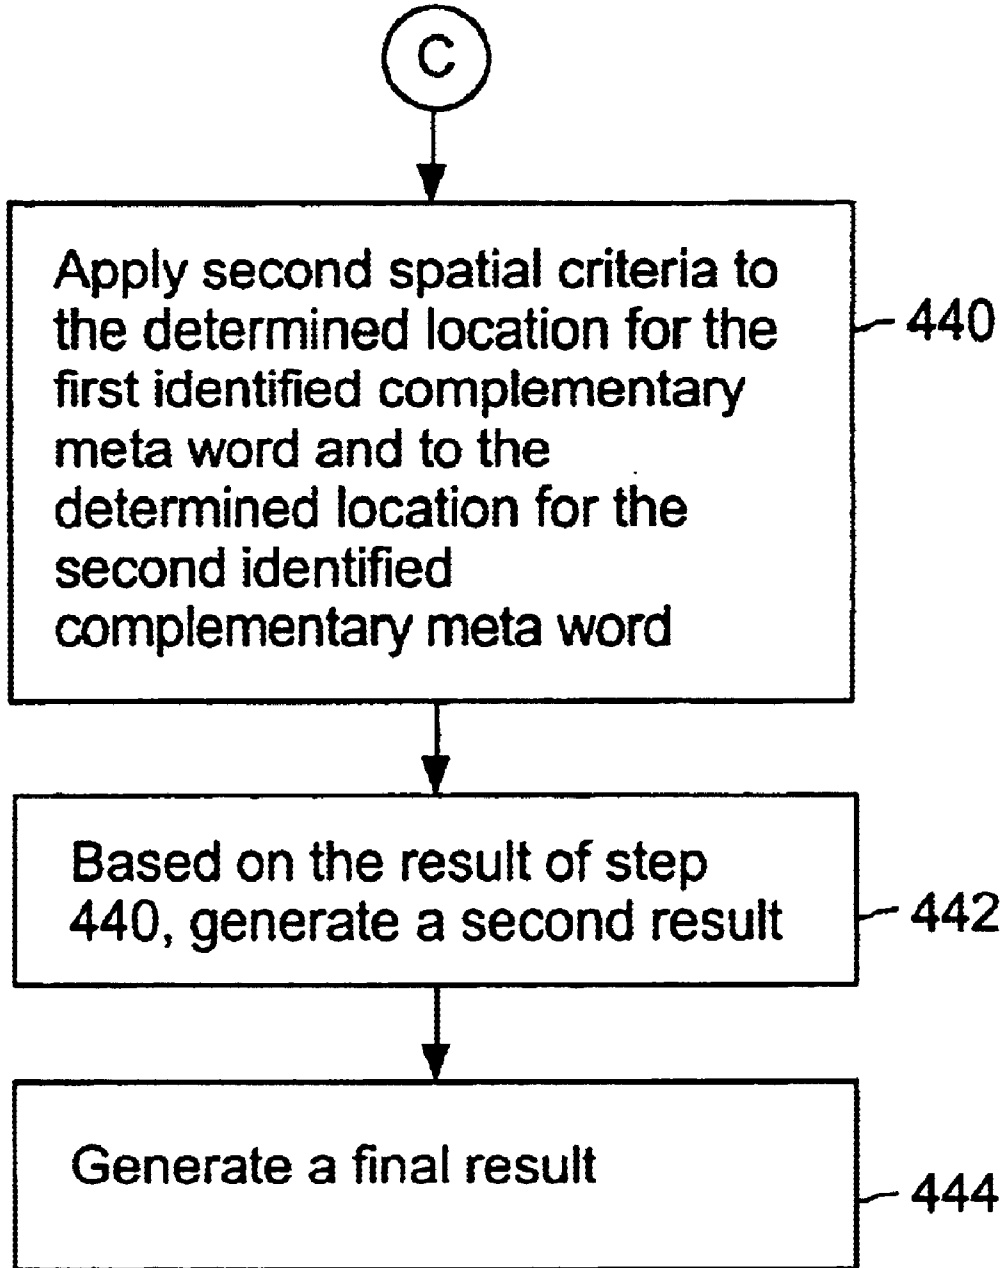 C
Apply second spatial criteria to
the determined location for the
first identified complementary
meta word and to the
determined location for the
second identified
complementary meta word
440
Based on the result of step
440, generate a second result
442
Generate a final result
444